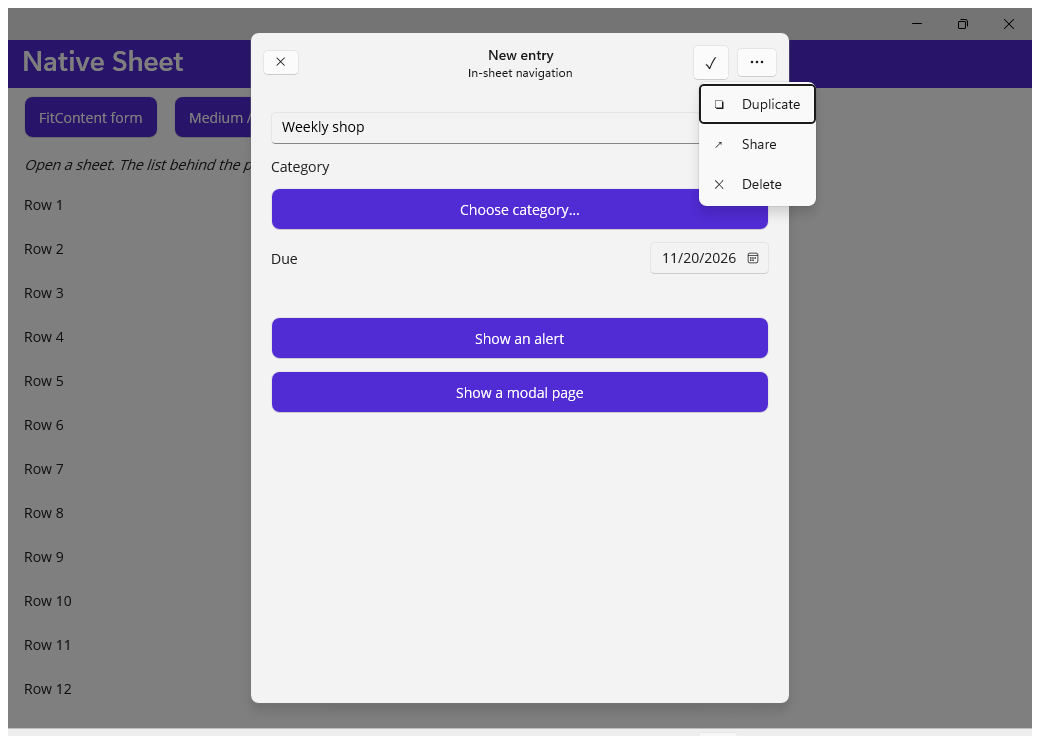 Native Sheet
New entry
In-sheet navigation
FitContent form
Medium /
Duplicate
Share
Delete
Weekly shop
Open a sheet. The list behind the p
Category
Choose category...
Due
11/20/2026
Show an alert
Show a modal page
Row 1
Row 2
Row 3
Row 4
Row 5
Row 6
Row 7
Row 8
Row 9
Row 10
Row 11
Row 12